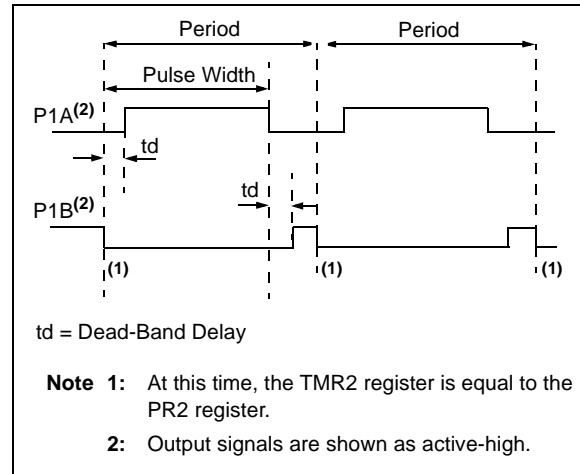 Period Period
Pulse Width
P1A(2)
td
td
P1B(2)
(1) (1) (1)
td = Dead-Band Delay
Note 1: At this time, the TMR2 register is equal to the
PR2 register.
2: Output signals are shown as active-high.